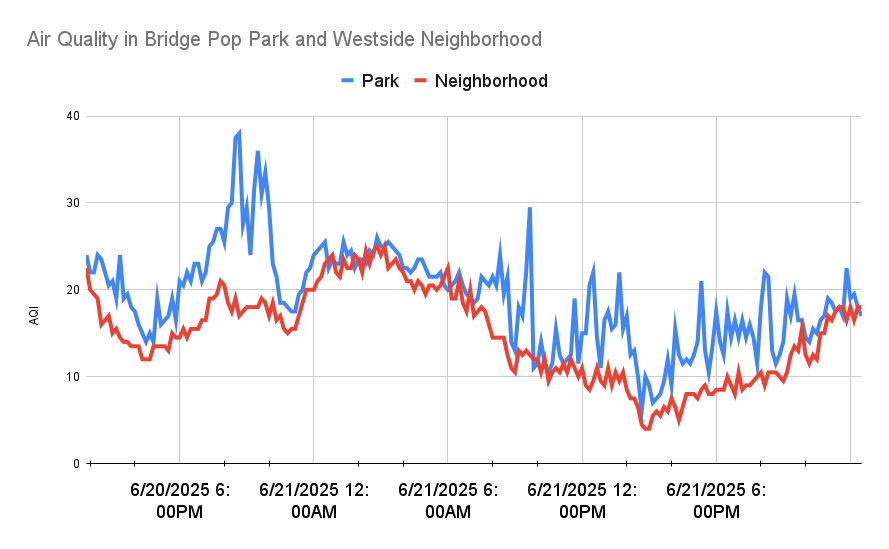 Air Quality in Bridge Pop Park and Westside Neighborhood
Park Neighborhood
40
30
20
10
0
AQI
6/20/2025 6:
00PM
6/21/2025 12:
00AM
6/21/2025 6:
00AM
6/21/2025 12:
00PM
6/21/2025 6:
00PM